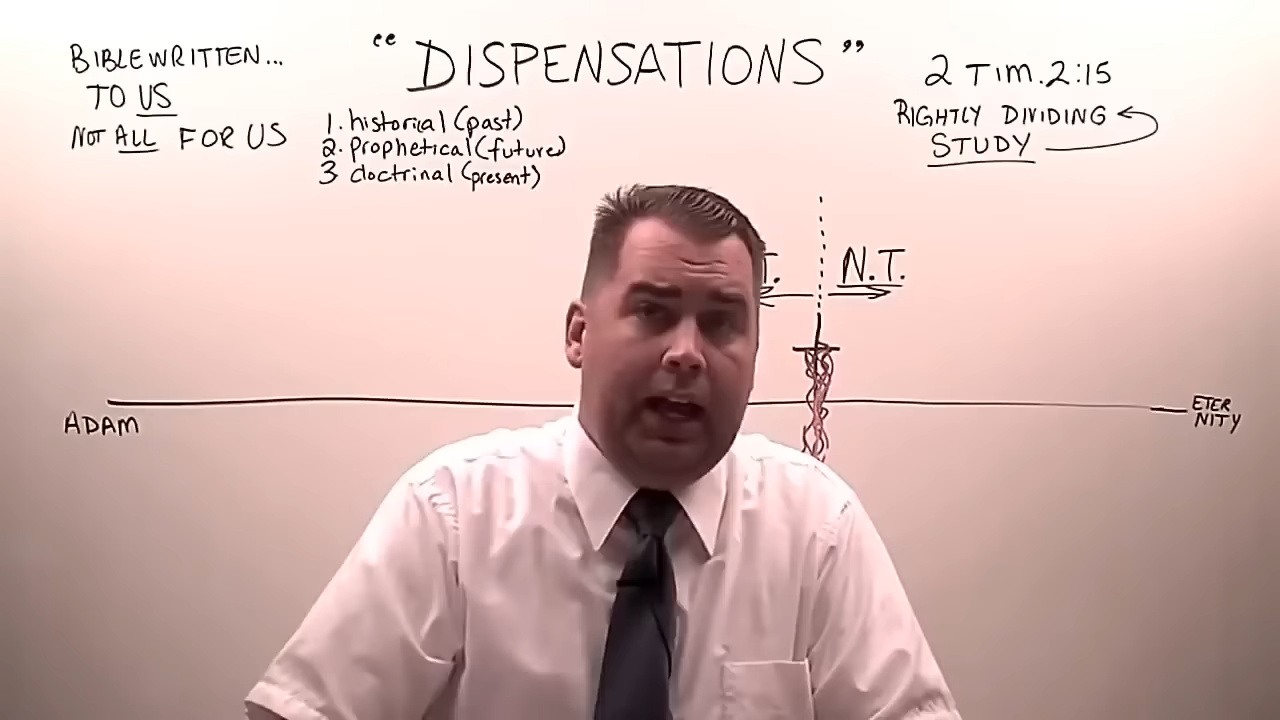 BIBLE WRITTEN...
TO US
NOT ALL FOR US
"DISPENSATIONS"
1. historical (past)
2. prophetical (future)
3 doctrinal (present)
2 TIM. 2:15
RIGHTLY DIVIDING
STUDY
T.
N.T.
ADAM
ETER
NITY